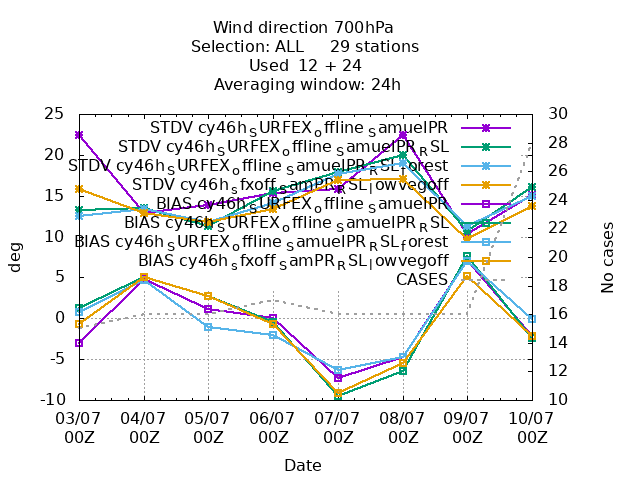 Wind direction 700hPa
Selection: ALL 29 stations
Used 12 + 24
Averaging window: 24h
25 30
STDV cy46h_SURFEX_offline_SamuelPR
STDV cy46h_SURFEX_offline_SamuelPR_RSL
20 28
STDV cy46h_SURFEX_offline_SamuelPR_RSL_forest
26
STDV cy46h_sfxoff_samPR_RSL_lowvegoff
15
BIAS cy46h_SURFEX_offline_SamuelPR 24
BIAS cy46h_SURFEX_offline_SamuelPR_RSL
10 22
BIAS cy46h_SURFEX_offline_SamuelPR_RSL_forest
BIAS cy46h_sfxoff_samPR_RSL_lowvegoff 20
5 CASES 18
0 16
-5 14
12
-10 10
deg
No cases
03/07 04/07 05/07 06/07 07/07 08/07 09/07 10/07
00Z 00Z 00Z 00Z 00Z 00Z 00Z 00Z
Date